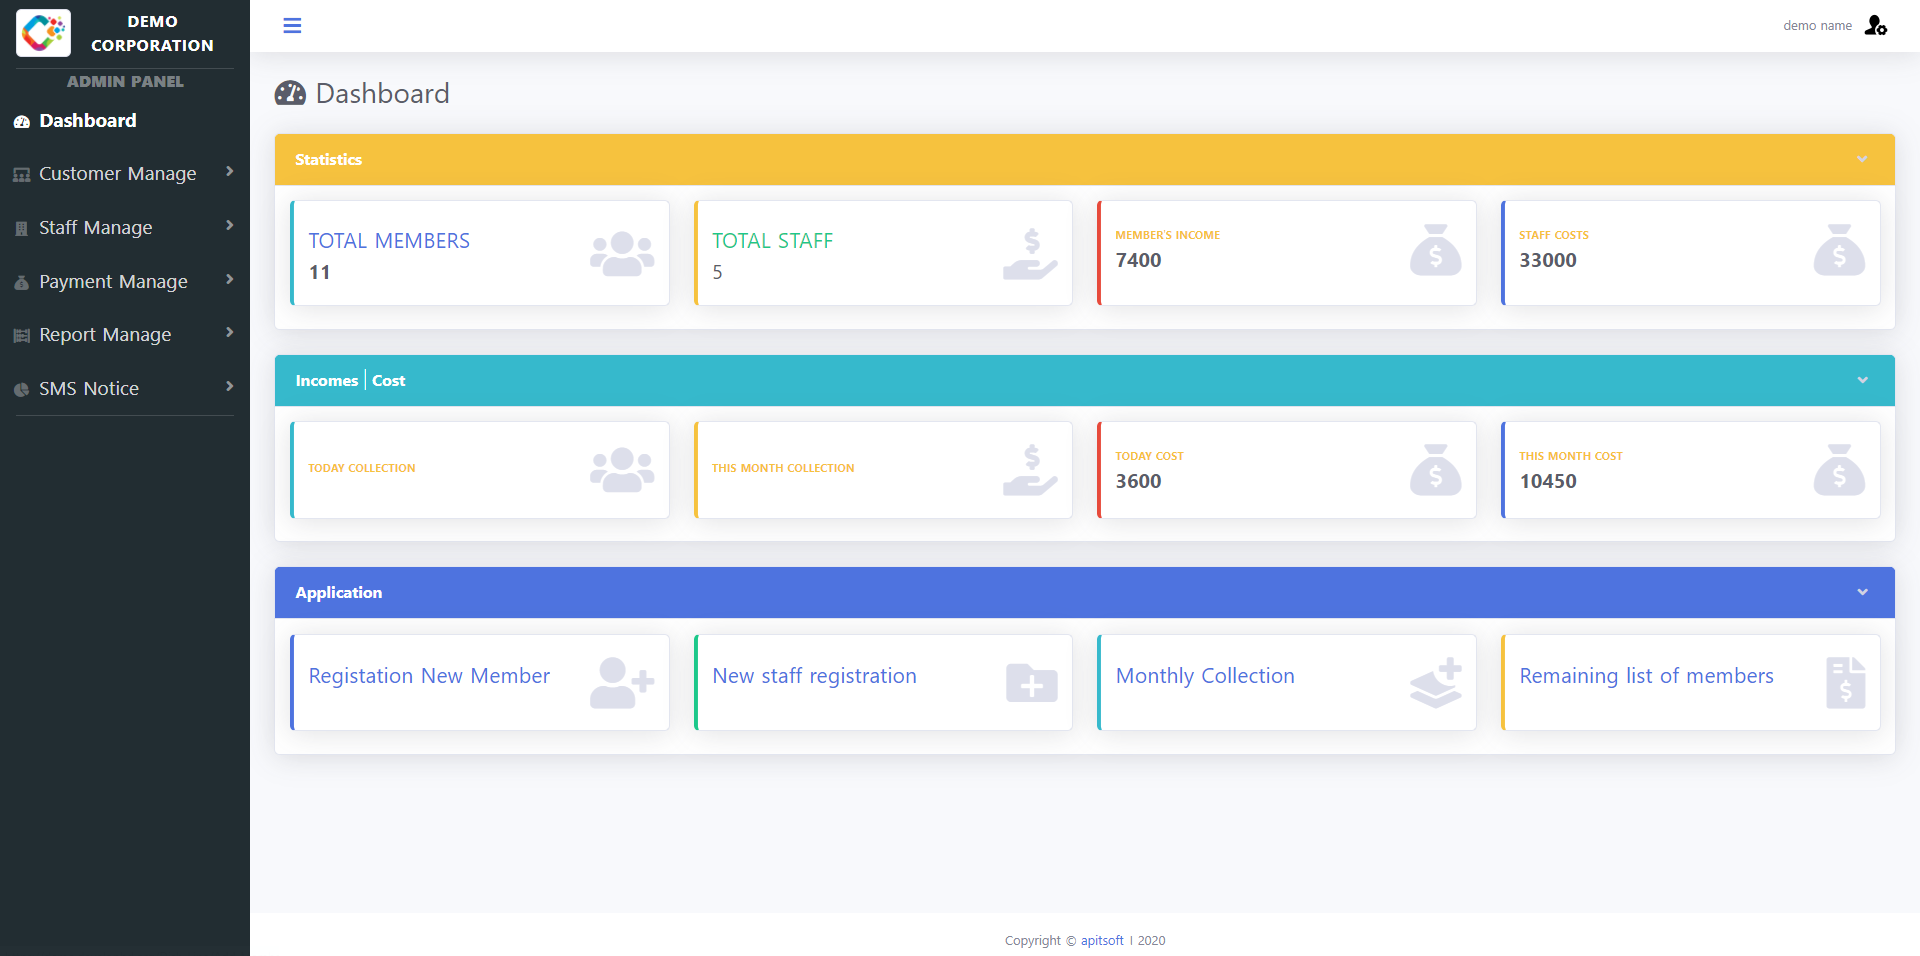 DEMO
CORPORATION
ADMIN PANEL
Dashboard
Customer Manage
Staff Manage
Payment Manage
Report Manage
SMS Notice
demo name
Dashboard
Statistics
TOTAL MEMBERS
11
TOTAL STAFF
5
MEMBER'S INCOME
7400
STAFF COSTS
33000
Incomes | Cost
TODAY COLLECTION
THIS MONTH COLLECTION
TODAY COST
3600
THIS MONTH COST
10450
Application
Registation New Member
New staff registration
Monthly Collection
Remaining list of members
Copyright © apitsoft | 2020